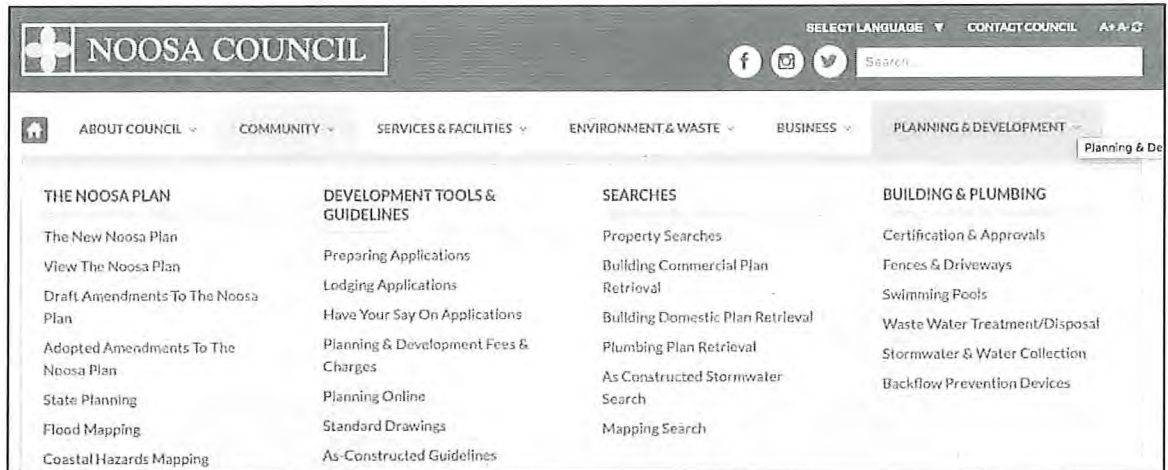 SELECT LANGUAGE ▼ CONTACT COUNCIL A+ A-
NOOSA COUNCIL
Search...
ABOUT COUNCIL COMMUNITY SERVICES & FACILITIES ENVIRONMENT & WASTE BUSINESS PLANNING & DEVELOPMENT
Planning & De
THE NOOSA PLAN
The New Noosa Plan
View The Noosa Plan
Draft Amendments To The Noosa
Plan
Adopted Amendments To The
Noosa Plan
State Planning
Flood Mapping
Coastal Hazards Mapping
DEVELOPMENT TOOLS &
GUIDELINES
Preparing Applications
Lodging Applications
Have Your Say On Applications
Planning & Development Fees &
Charges
Planning Online
Standard Drawings
As-Constructed Guidelines
SEARCHES
Property Searches
Building Commercial Plan
Retrieval
Building Domestic Plan Retrieval
Plumbing Plan Retrieval
As Constructed Stormwater
Search
Mapping Search
BUILDING & PLUMBING
Certification & Approvals
Fences & Driveways
Swimming Pools
Waste Water Treatment/Disposal
Stormwater & Water Collection
Backflow Prevention Devices